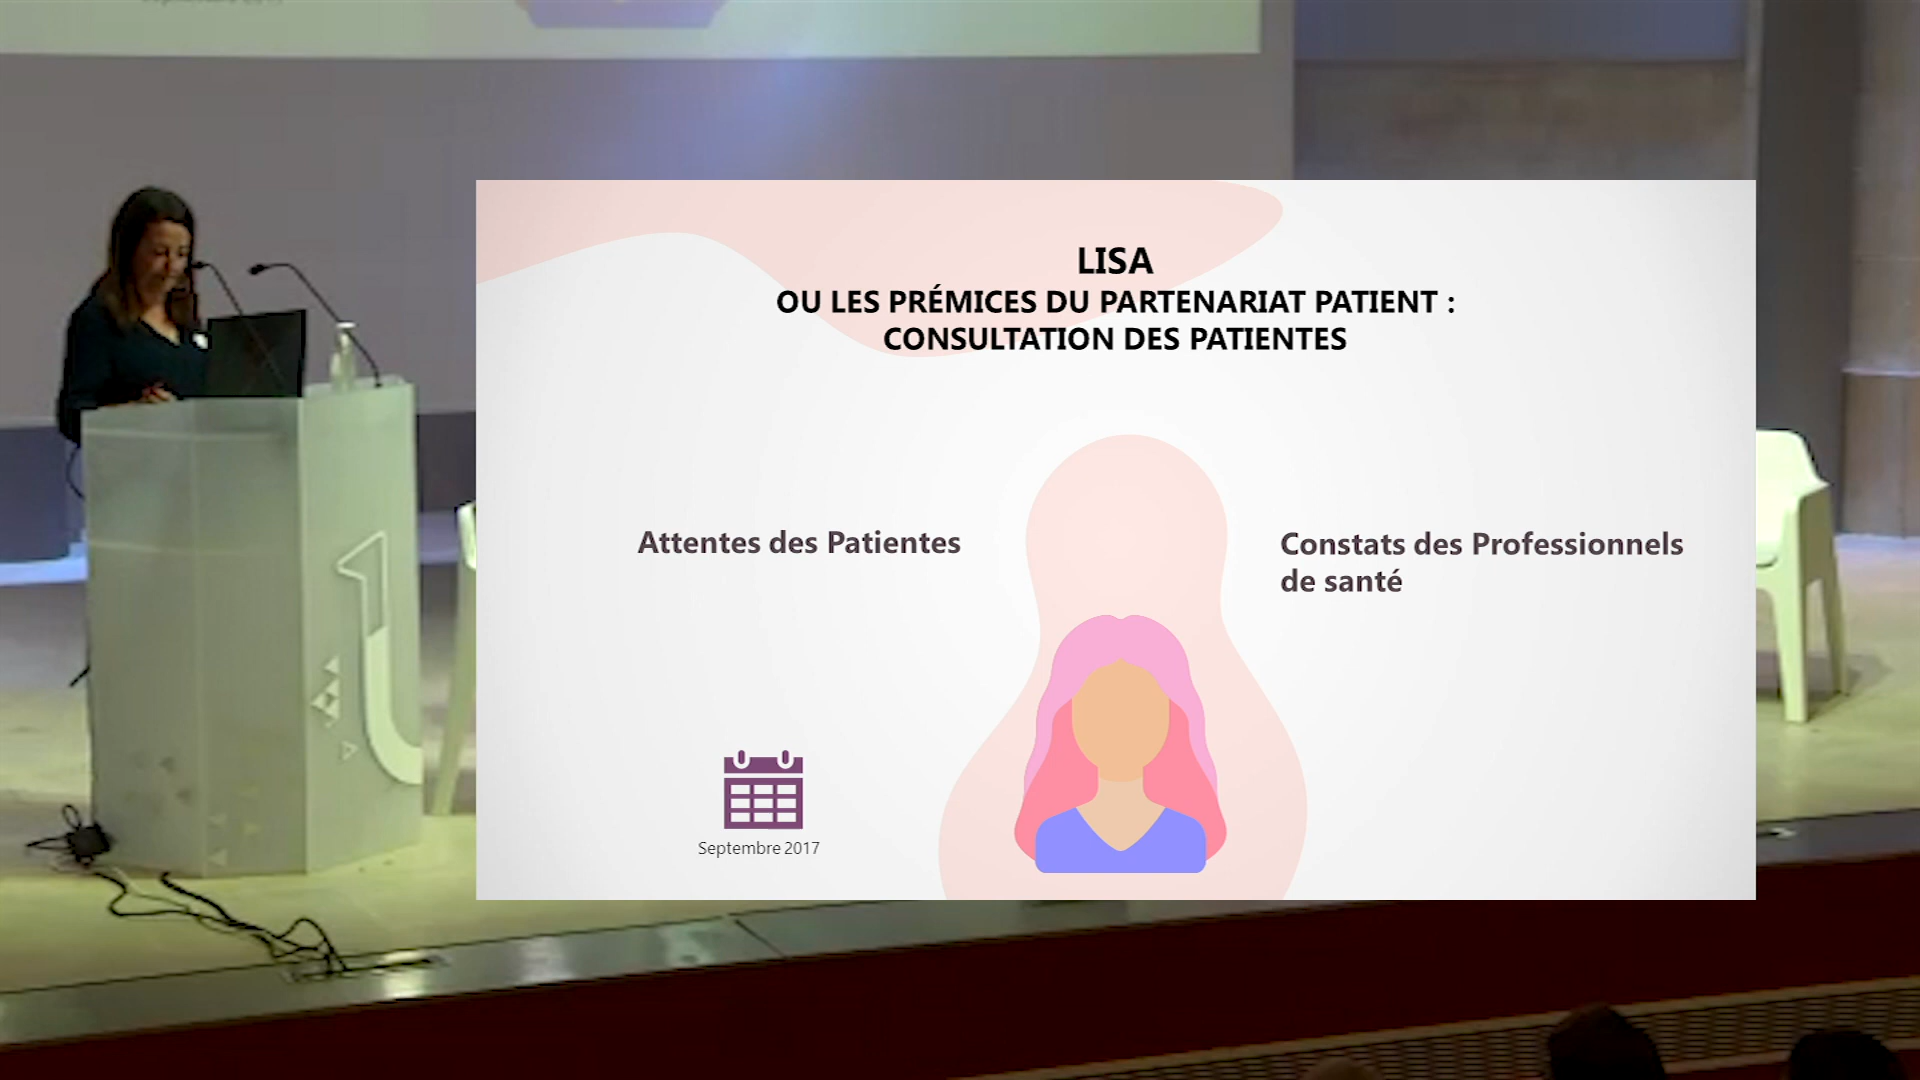 LISA
OU LES PRÉMICES DU PARTENARIAT PATIENT :
CONSULTATION DES PATIENTES
Attentes des Patientes
Constats des Professionnels
de santé
Septembre 2017